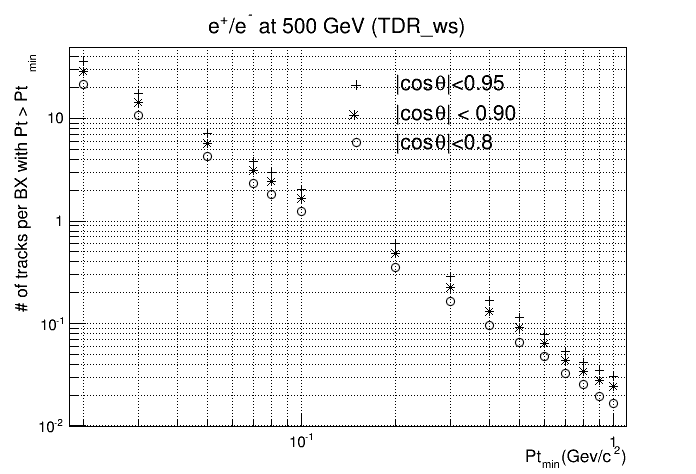 e⁺/e⁻ at 500 GeV (TDR_ws)
# of tracks per BX with Pt > Pt min
|cosθ|<0.95
|cosθ| < 0.90
|cosθ|<0.8
10
1
10⁻¹
10⁻²
10⁻¹
1
Pt_min(Gev/c²)